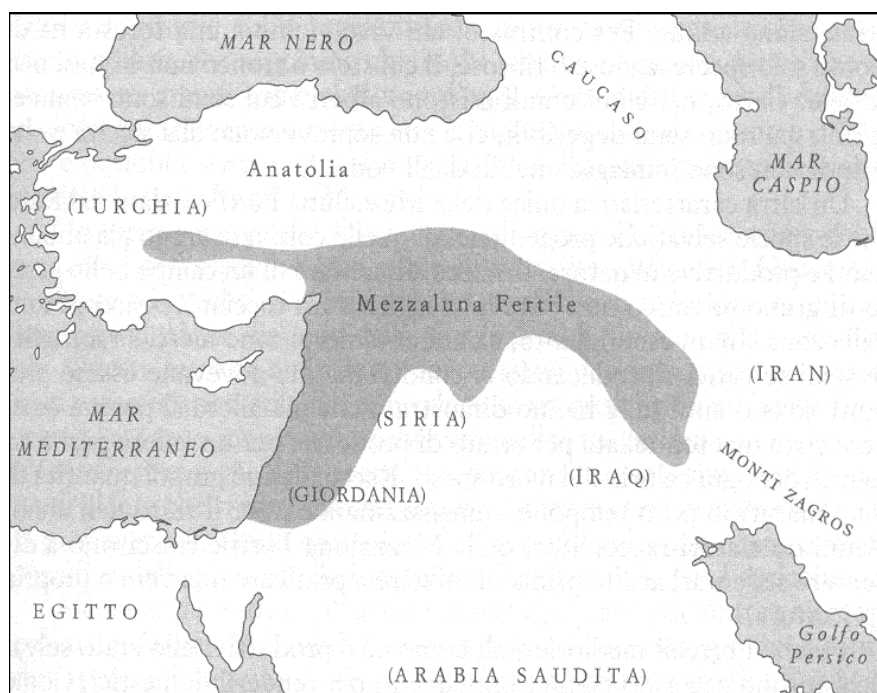 MAR NERO
CAUCASO
MAR
CASPIO
Anatolia
(TURCHIA)
Mezzaluna Fertile
(IRAN)
MAR
MEDITERRANEO
(SIRIA)
(IRAQ)
MONTI ZAGROS
(GIORDANIA)
EGITTO
(ARABIA SAUDITA)
Golfo
Persico